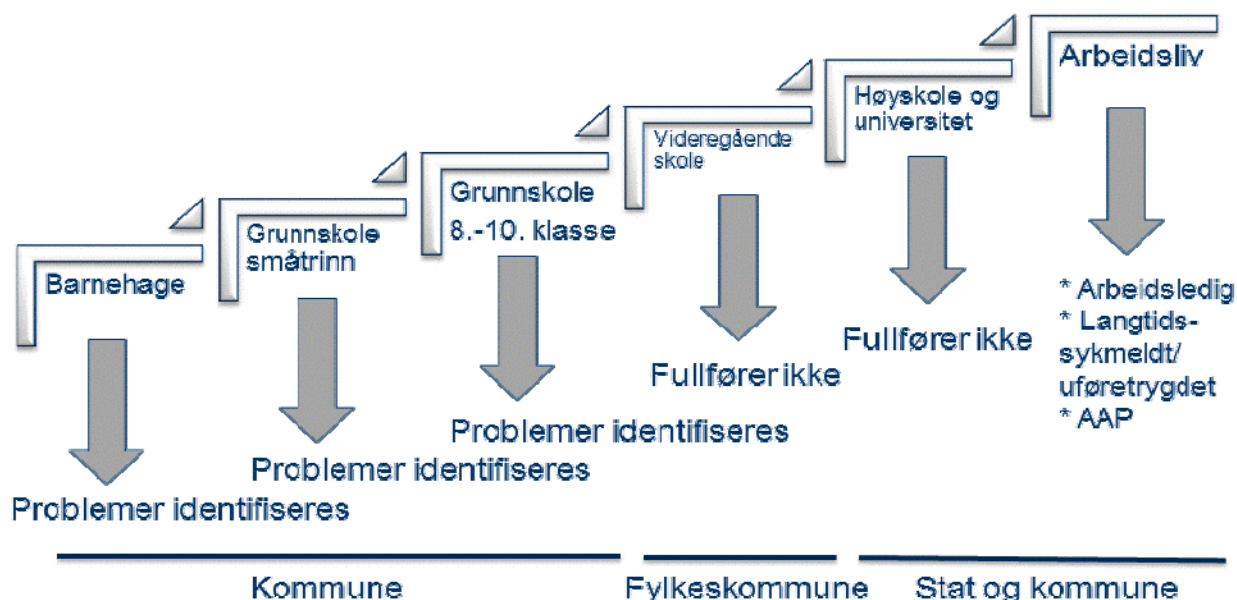 Barnehage
Problemer identifiseres
Grunnskole
småtrinn
Problemer identifiseres
Grunnskole
8.-10. klasse
Problemer identifiseres
Videregående
skole
Fullfører ikke
Høyskole og
universitet
Fullfører ikke
Arbeidsliv
* Arbeidsledig
* Langtids-
sykmeldt/
uføretrygdet
* AAP
Kommune
Fylkeskommune
Stat og kommune